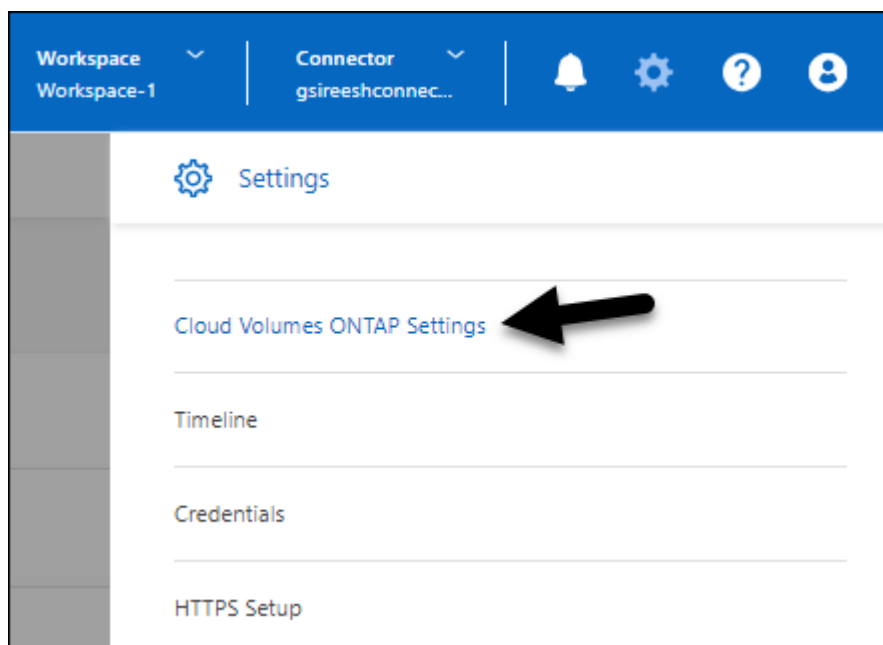 Workspace
Workspace-1
Connector
gsireeshconnec...
Settings
Cloud Volumes ONTAP Settings
Timeline
Credentials
HTTPS Setup